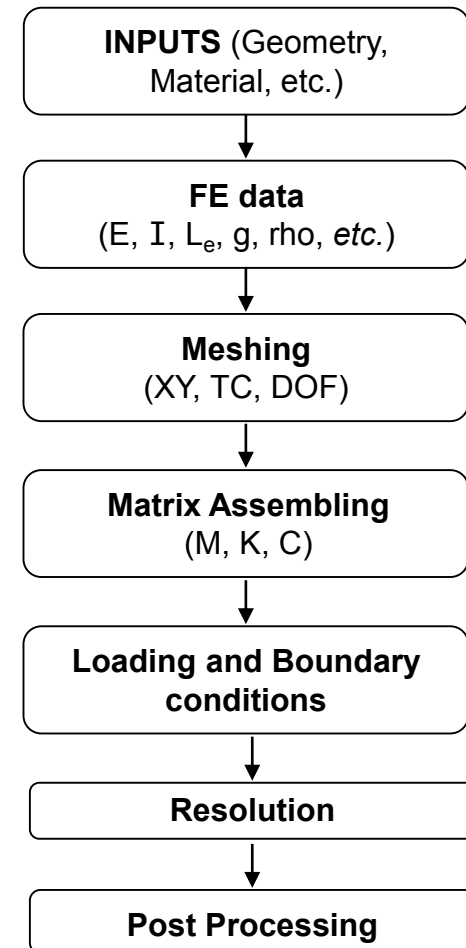 INPUTS (Geometry,
Material, etc.)
FE data
(E, I, Lₑ, g, rho, etc.)
Meshing
(XY, TC, DOF)
Matrix Assembling
(M, K, C)
Loading and Boundary
conditions
Resolution
Post Processing